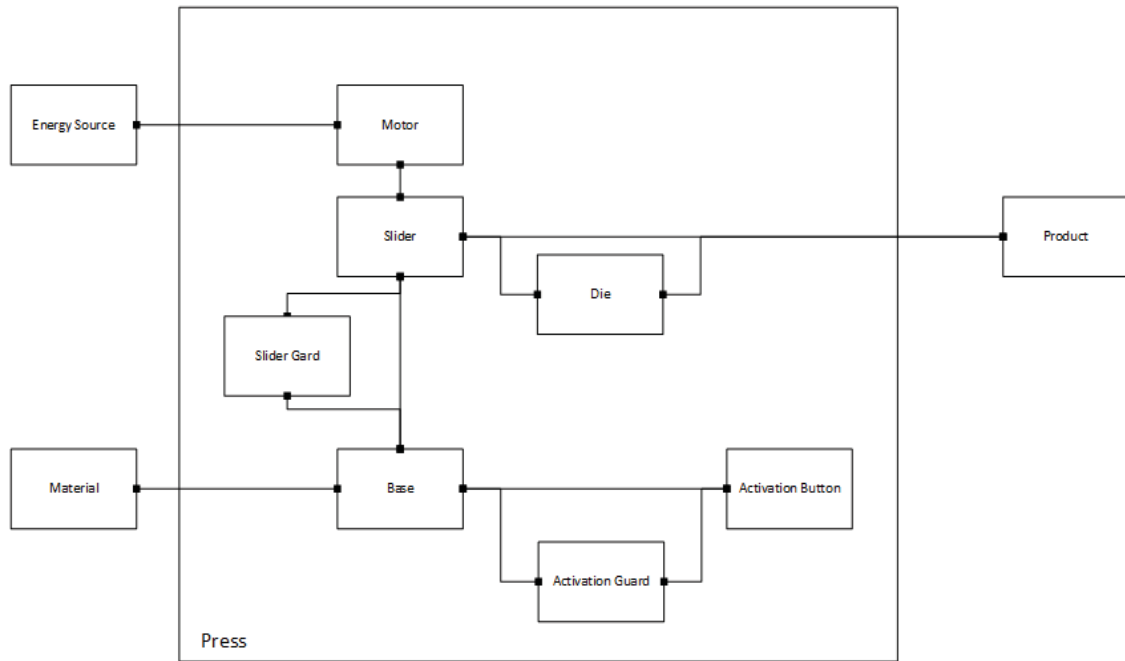 Energy Source
Motor
Slider
Product
Die
Slider Gard
Material
Base
Activation Button
Activation Guard
Press